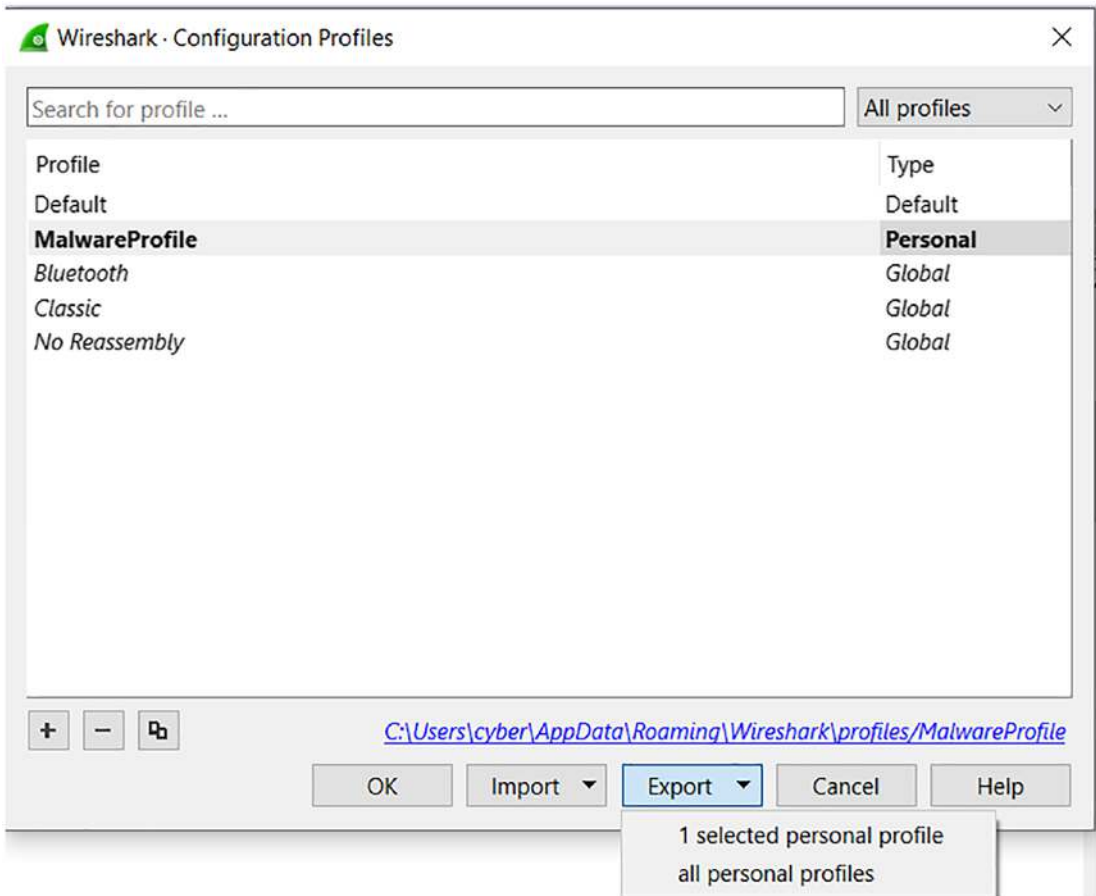 Wireshark · Configuration Profiles
Search for profile ... All profiles
Profile Type
Default Default
MalwareProfile Personal
Bluetooth Global
Classic Global
No Reassembly Global
C:\Users\cyber\AppData\Roaming\Wireshark\profiles/MalwareProfile
OK Import Export Cancel Help
1 selected personal profile
all personal profiles